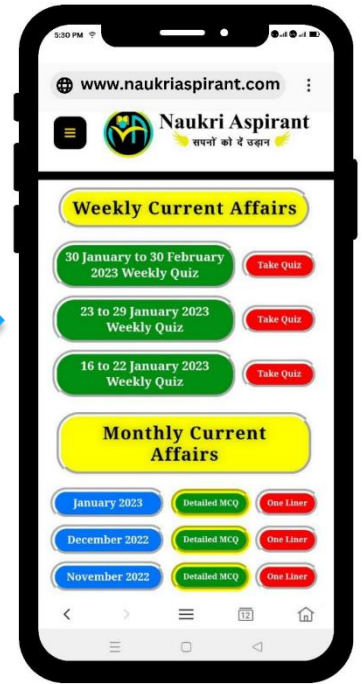 5:30 PM
www.naukriaspirant.com
Naukri Aspirant
सपनों को दें उड़ान
Weekly Current Affairs
30 January to 30 February
2023 Weekly Quiz
Take Quiz
23 to 29 January 2023
Weekly Quiz
Take Quiz
16 to 22 January 2023
Weekly Quiz
Take Quiz
Monthly Current
Affairs
January 2023 Detailed MCQ One Liner
December 2022 Detailed MCQ One Liner
November 2022 Detailed MCQ One Liner
12